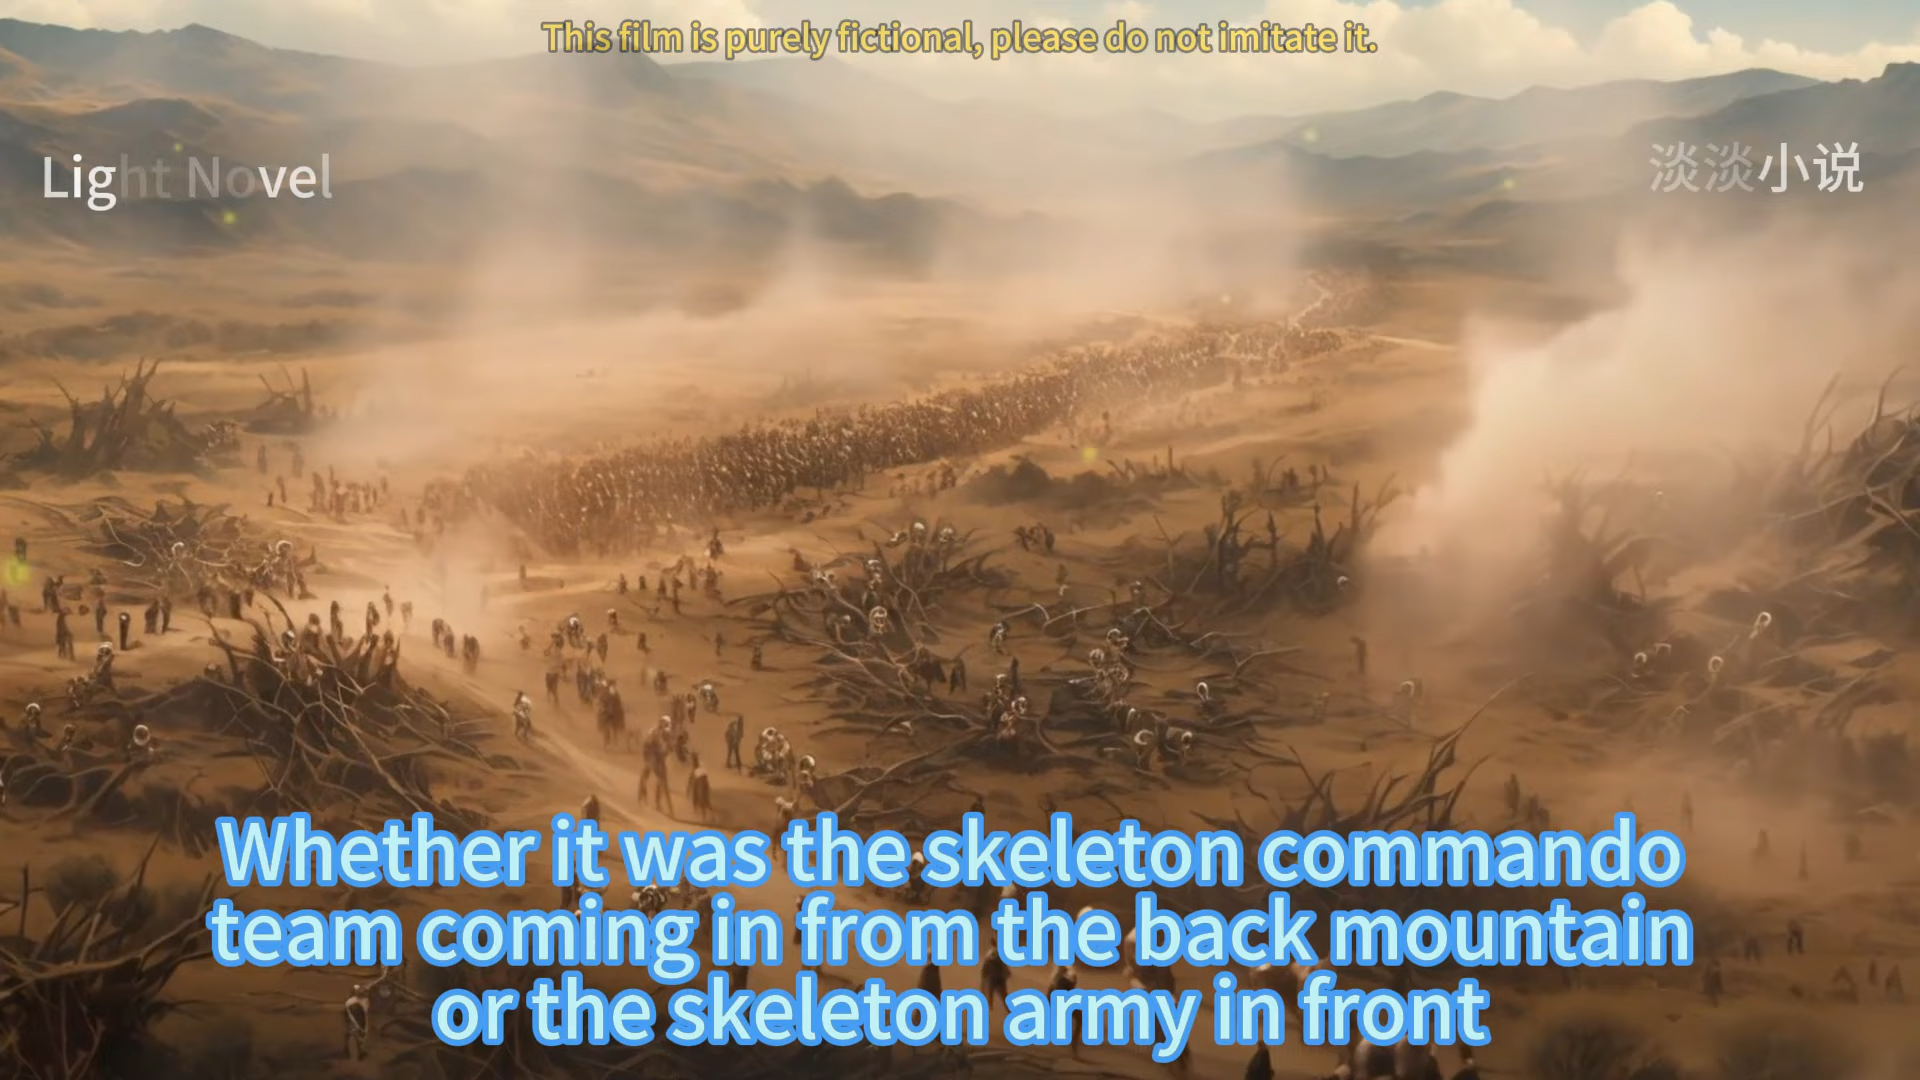 This film is purely fictional, please do not imitate it.
Light Novel
淡淡小说
Whether it was the skeleton commando
team coming in from the back mountain
or the skeleton army in front